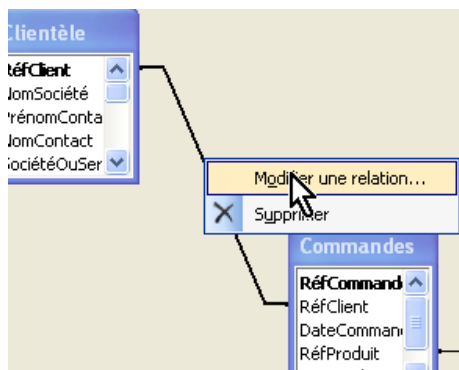 Clientèle
RéfClient
NomSociété
PrénomConta
NomContact
SociétéOuSer
Modifier une relation...
Supprimer
Commandes
RéfCommand
RéfClient
DateComman
RéfProduit